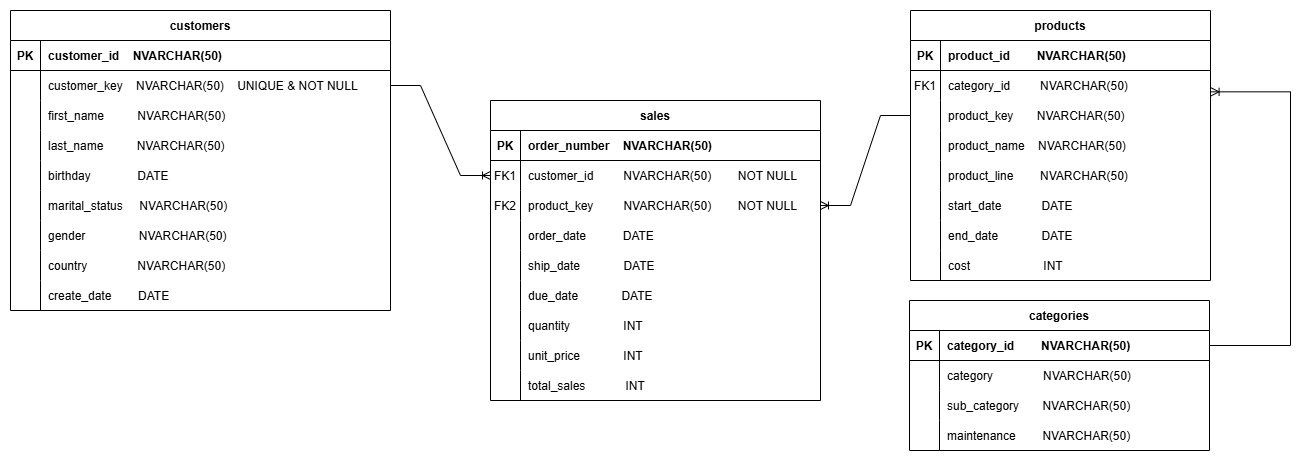 customers
PK customer_id NVARCHAR(50)
customer_key NVARCHAR(50) UNIQUE & NOT NULL
first_name NVARCHAR(50)
last_name NVARCHAR(50)
birthday DATE
marital_status NVARCHAR(50)
gender NVARCHAR(50)
country NVARCHAR(50)
create_date DATE
sales
PK order_number NVARCHAR(50)
FK1 customer_id NVARCHAR(50) NOT NULL
FK2 product_key NVARCHAR(50) NOT NULL
order_date DATE
ship_date DATE
due_date DATE
quantity INT
unit_price INT
total_sales INT
products
PK product_id NVARCHAR(50)
FK1 category_id NVARCHAR(50)
product_key NVARCHAR(50)
product_name NVARCHAR(50)
product_line NVARCHAR(50)
start_date DATE
end_date DATE
cost INT
categories
PK category_id NVARCHAR(50)
category NVARCHAR(50)
sub_category NVARCHAR(50)
maintenance NVARCHAR(50)